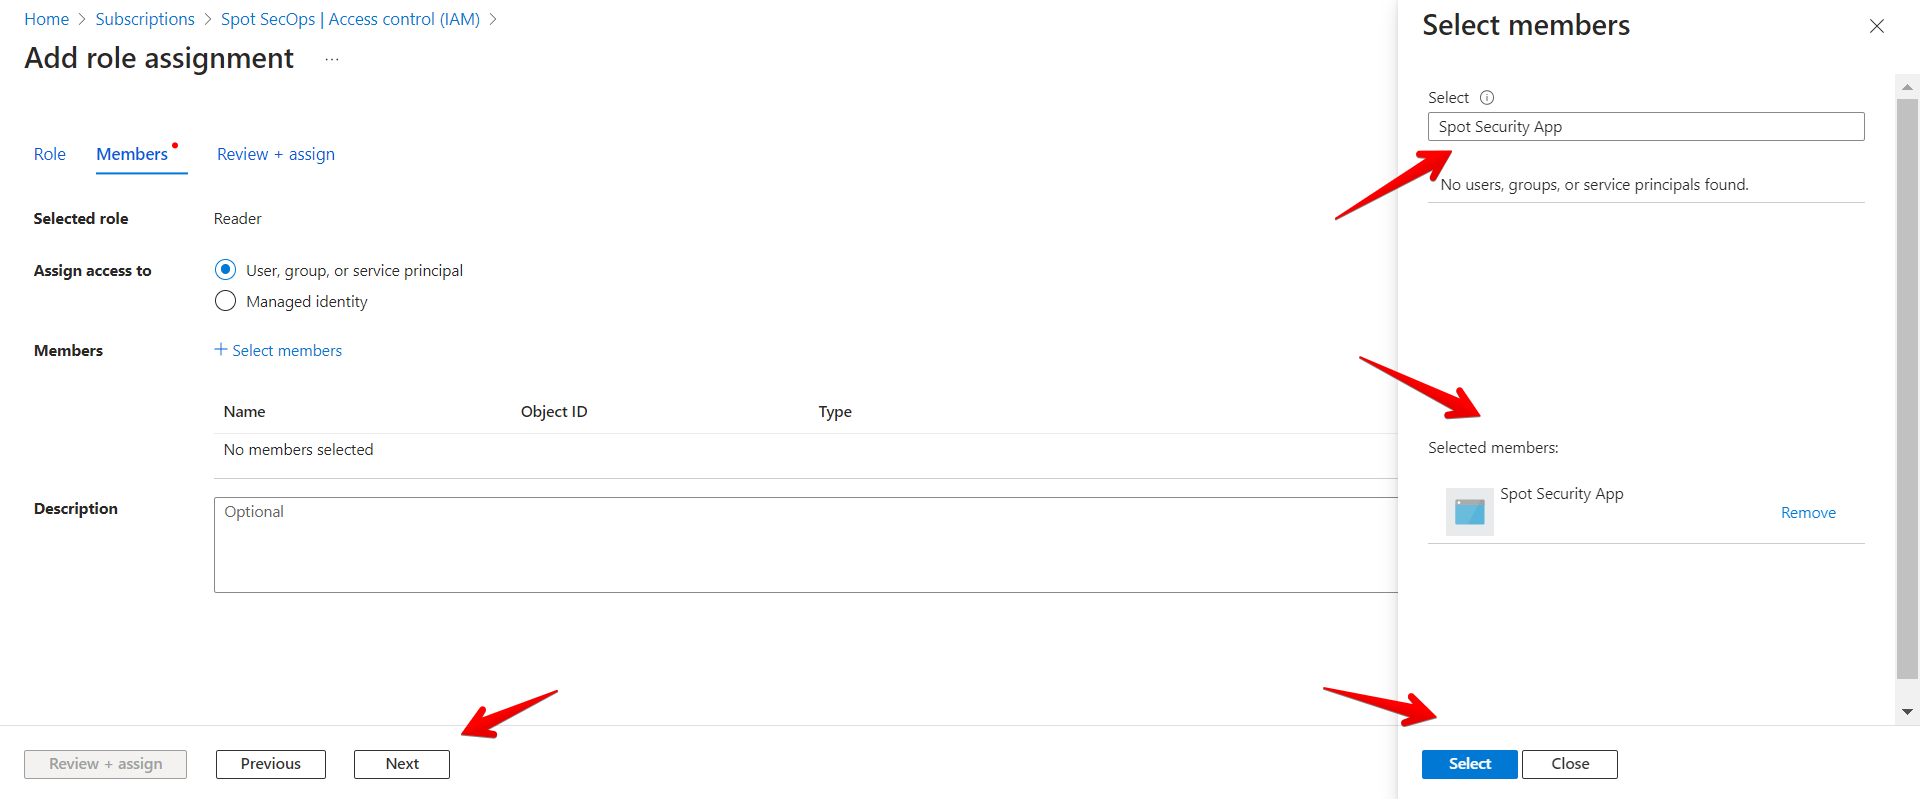 Home > Subscriptions > Spot SecOps | Access control (IAM) >
Add role assignment ...
Role Members Review + assign
Selected role Reader
Assign access to User, group, or service principal
Managed identity
Members + Select members
Name Object ID Type
No members selected
Description Optional
Review + assign Previous Next
Select members
Select
Spot Security App
No users, groups, or service principals found.
Selected members:
Spot Security App
Remove
Select Close